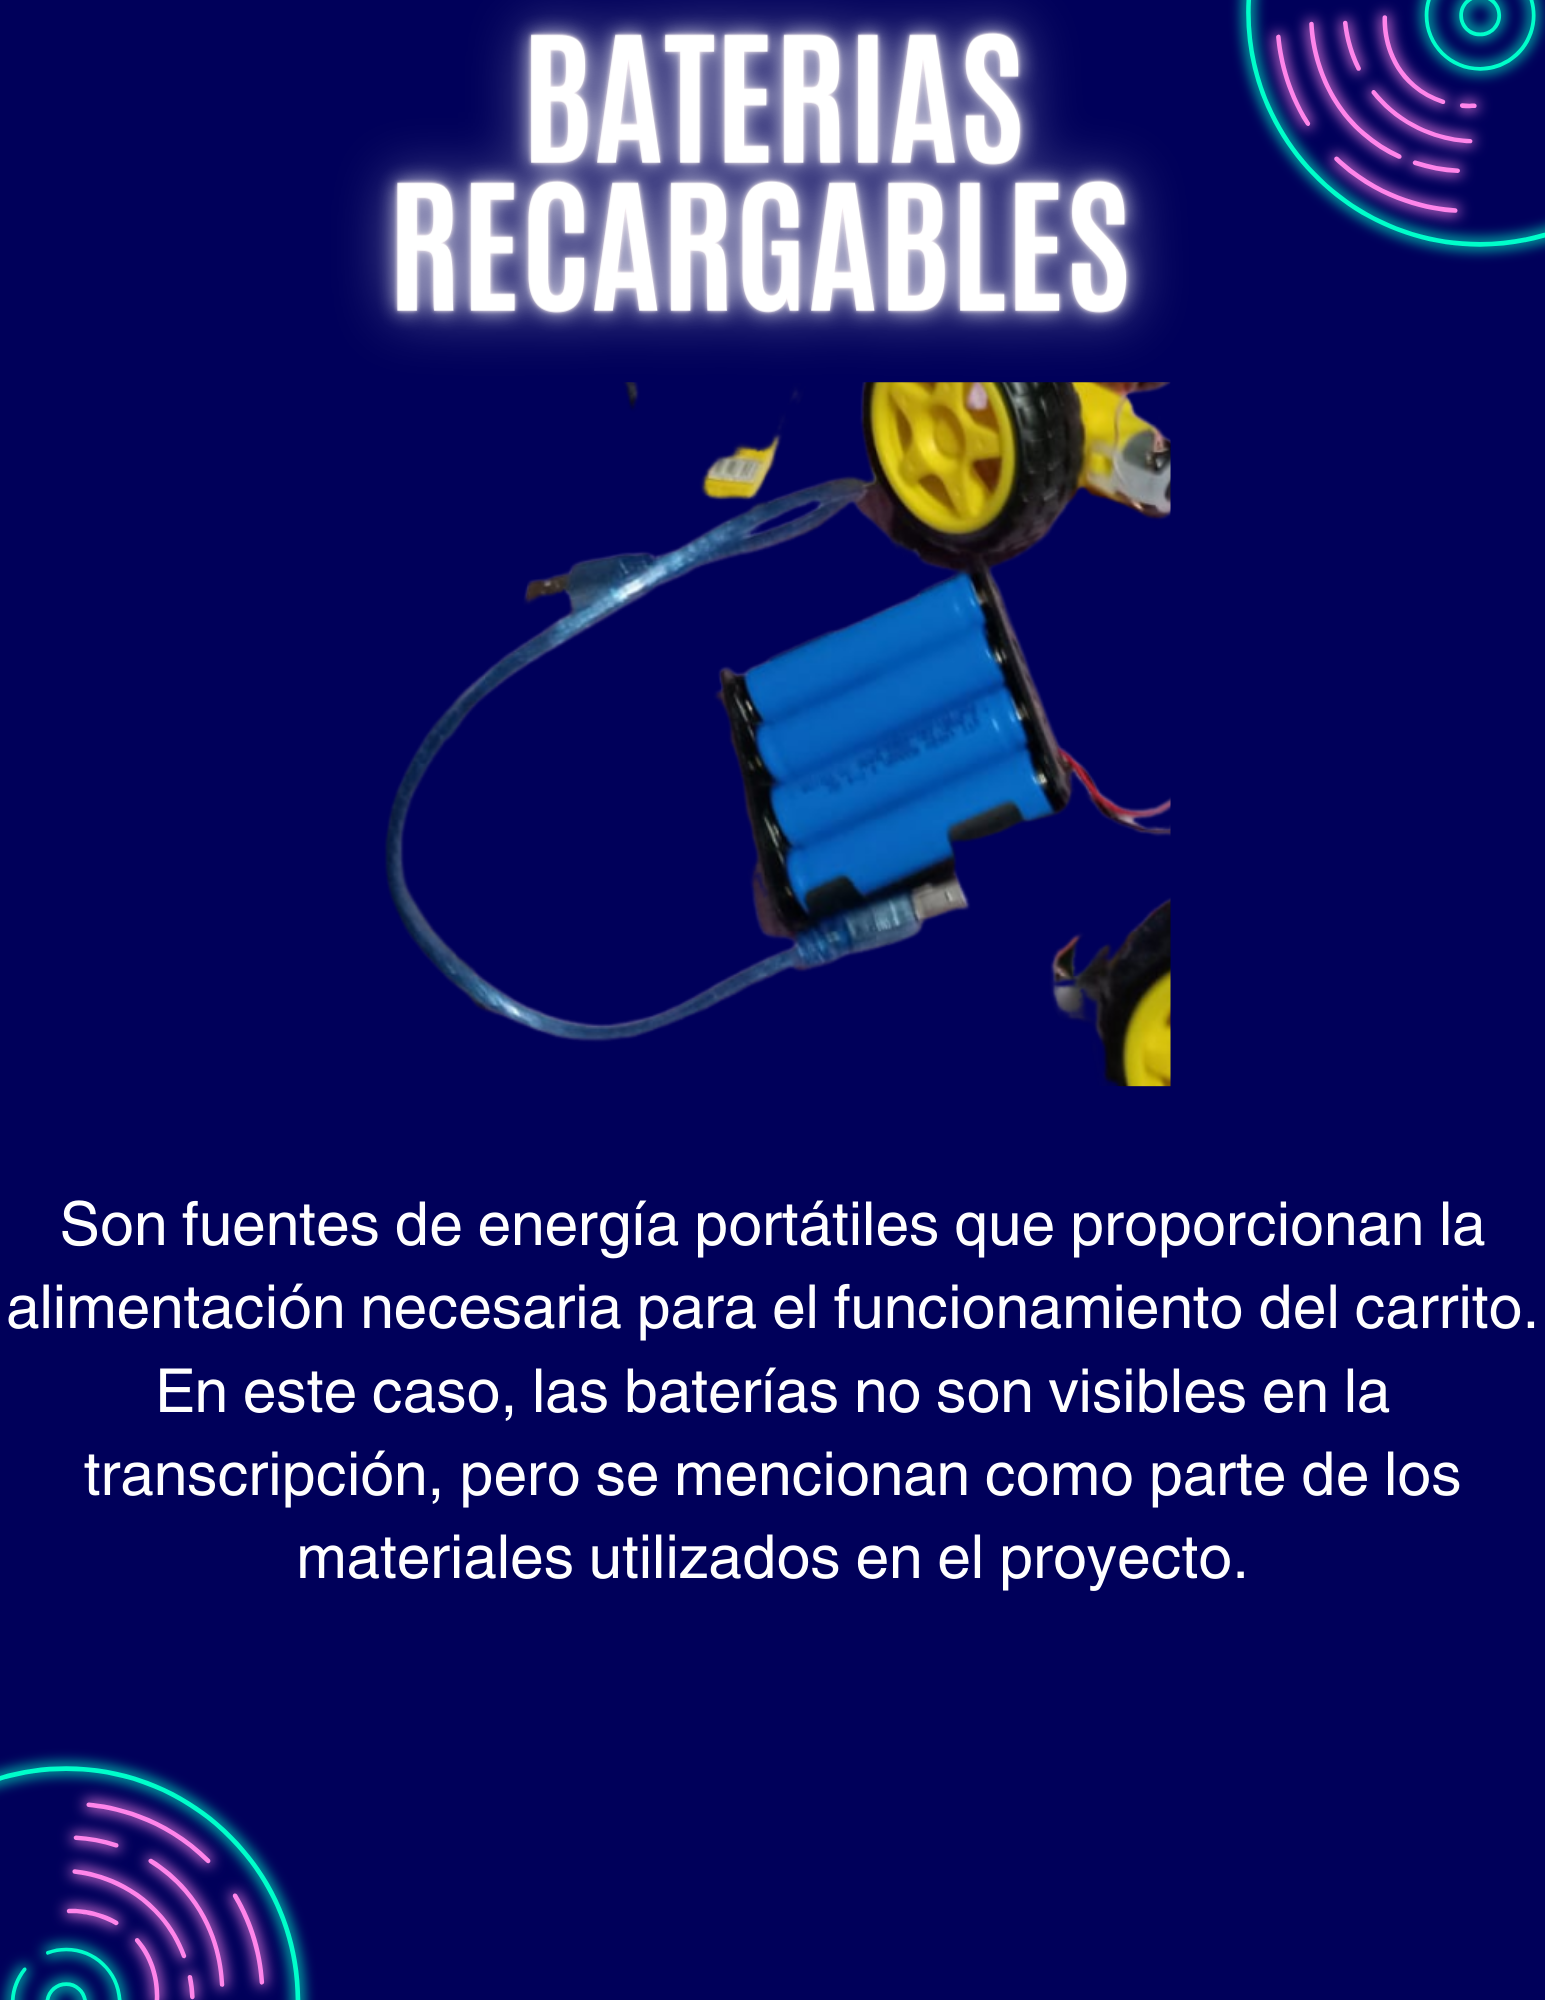 BATERIAS
RECARGABLES
Son fuentes de energía portátiles que proporcionan la
alimentación necesaria para el funcionamiento del carrito.
En este caso, las baterías no son visibles en la
transcripción, pero se mencionan como parte de los
materiales utilizados en el proyecto.